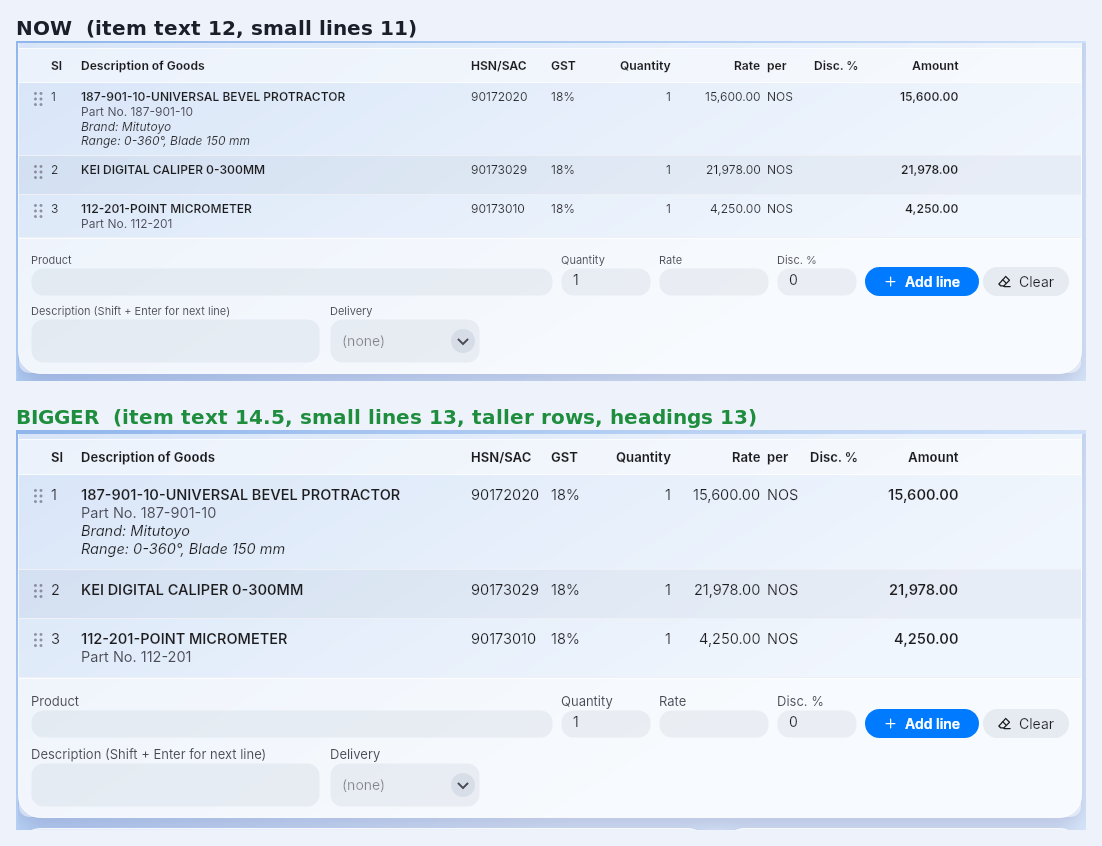 NOW (item text 12, small lines 11)
SI Description of Goods HSN/SAC GST Quantity Rate per Disc. % Amount
1 187-901-10-UNIVERSAL BEVEL PROTRACTOR 90172020 18% 1 15,600.00 NOS 15,600.00
Part No. 187-901-10
Brand: Mitutoyo
Range: 0-360°, Blade 150 mm
2 KEI DIGITAL CALIPER 0-300MM 90173029 18% 1 21,978.00 NOS 21,978.00
3 112-201-POINT MICROMETER 90173010 18% 1 4,250.00 NOS 4,250.00
Part No. 112-201
Product Quantity Rate Disc. %
1 0 + Add line Clear
Description (Shift + Enter for next line) Delivery
(none)
BIGGER (item text 14.5, small lines 13, taller rows, headings 13)
SI Description of Goods HSN/SAC GST Quantity Rate per Disc. % Amount
1 187-901-10-UNIVERSAL BEVEL PROTRACTOR 90172020 18% 1 15,600.00 NOS 15,600.00
Part No. 187-901-10
Brand: Mitutoyo
Range: 0-360°, Blade 150 mm
2 KEI DIGITAL CALIPER 0-300MM 90173029 18% 1 21,978.00 NOS 21,978.00
3 112-201-POINT MICROMETER 90173010 18% 1 4,250.00 NOS 4,250.00
Part No. 112-201
Product Quantity Rate Disc. %
1 0 + Add line Clear
Description (Shift + Enter for next line) Delivery
(none)